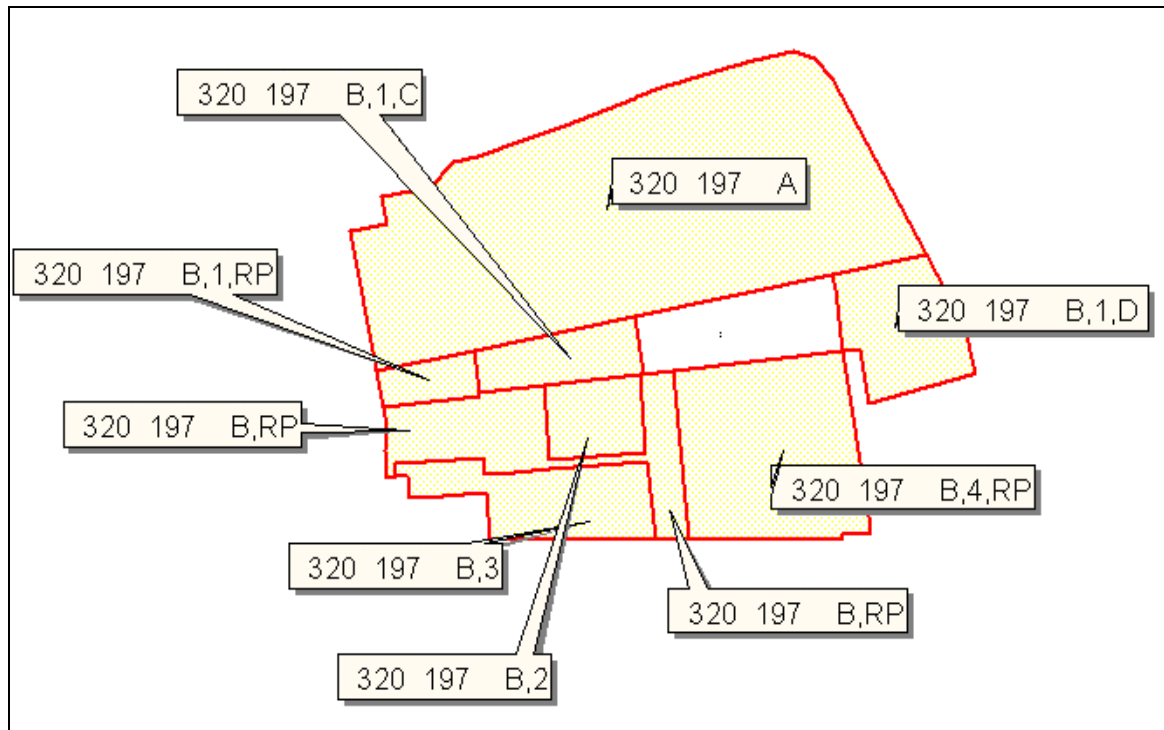 320 197 B,1,C
320 197 A
320 197 B,1,RP
320 197 B,1,D
320 197 B,RP
320 197 B,4,RP
320 197 B,3
320 197 B,RP
320 197 B,2